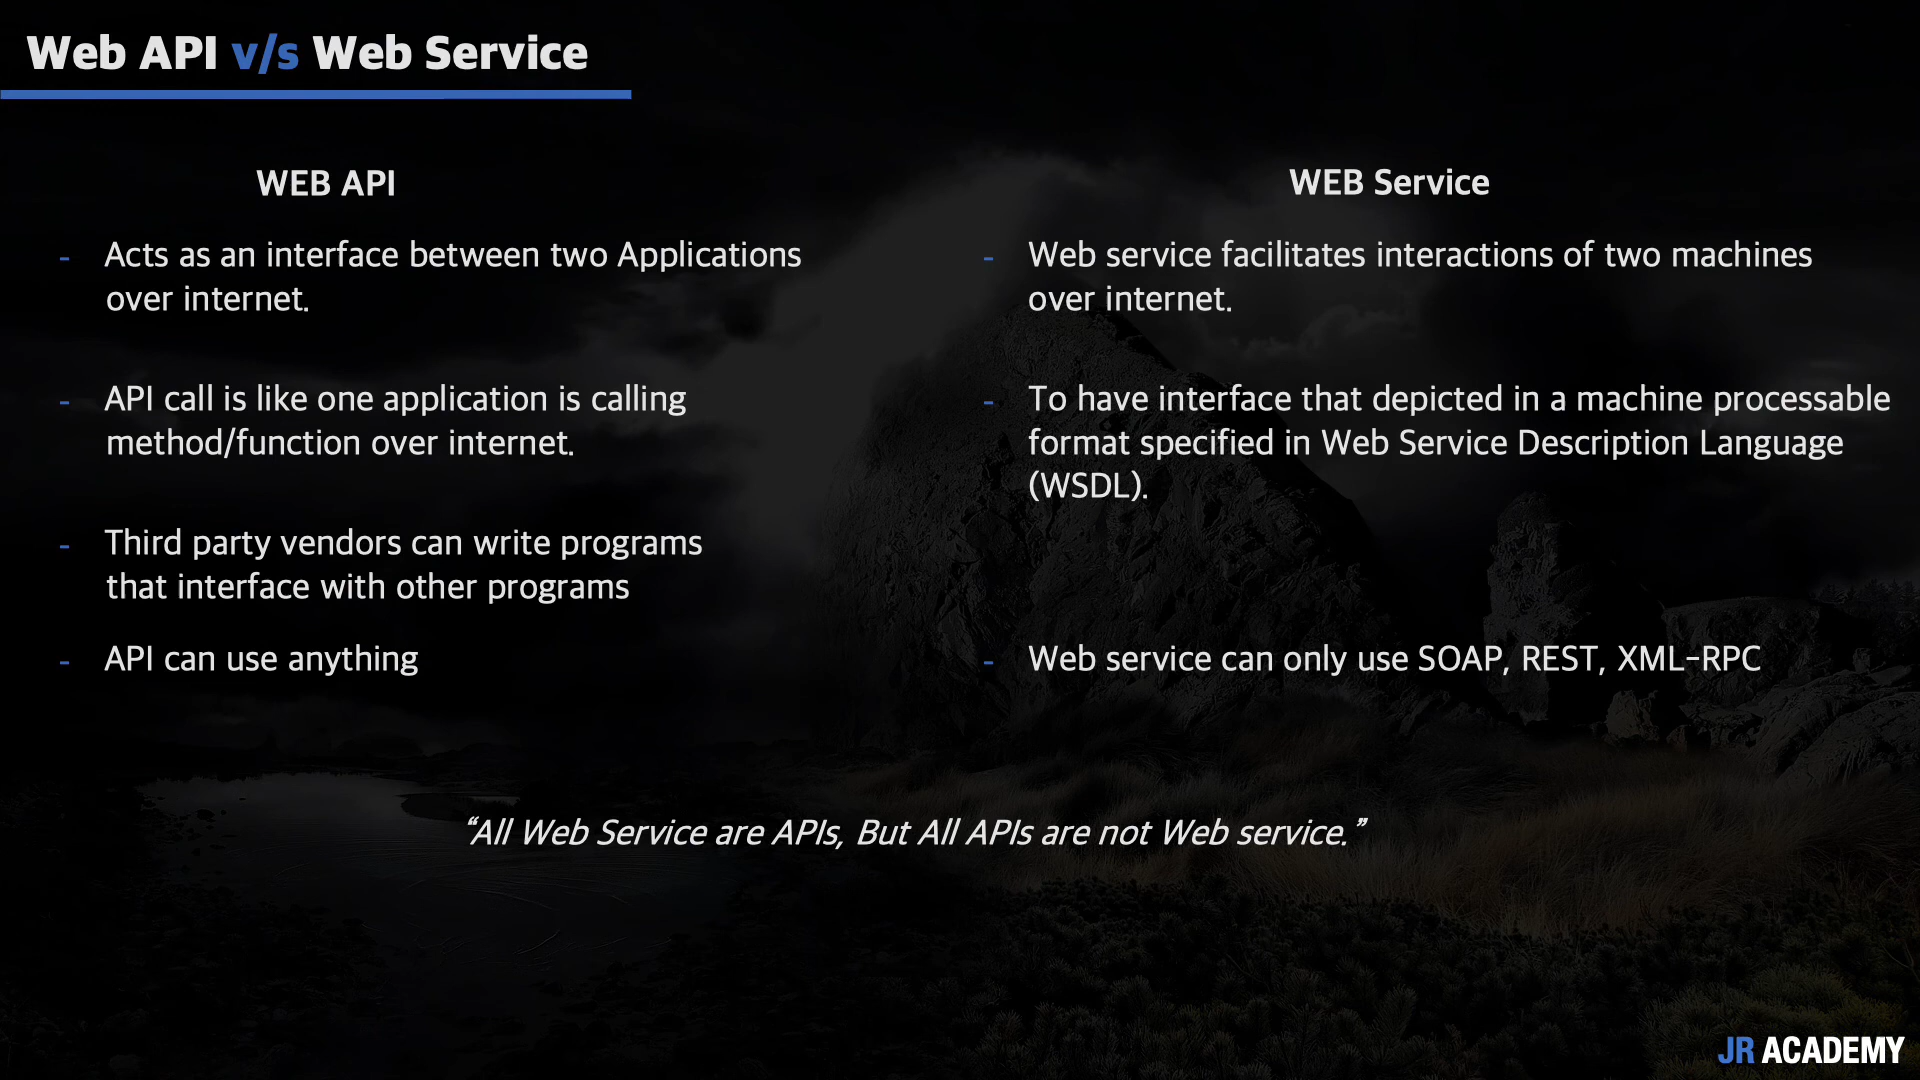 Web API v/s Web Service
WEB API
- Acts as an interface between two Applications
over internet.
- API call is like one application is calling
method/function over internet.
- Third party vendors can write programs
that interface with other programs
- API can use anything
WEB Service
- Web service facilitates interactions of two machines
over internet.
- To have interface that depicted in a machine processable
format specified in Web Service Description Language
(WSDL).
- Web service can only use SOAP, REST, XML-RPC
“All Web Service are APIs, But All APIs are not Web service.”
JR ACADEMY